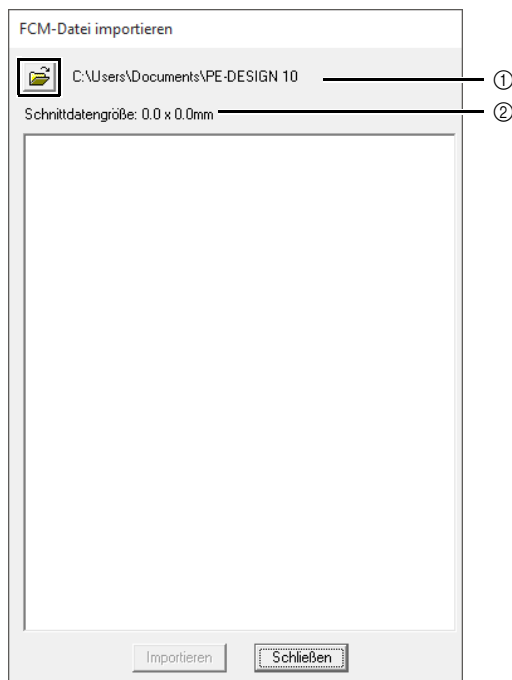 FCM-Datei importieren
C:\Users\Documents\PE-DESIGN 10 ①
Schnittdatengröße: 0.0 x 0.0mm ②
Importieren Schließen